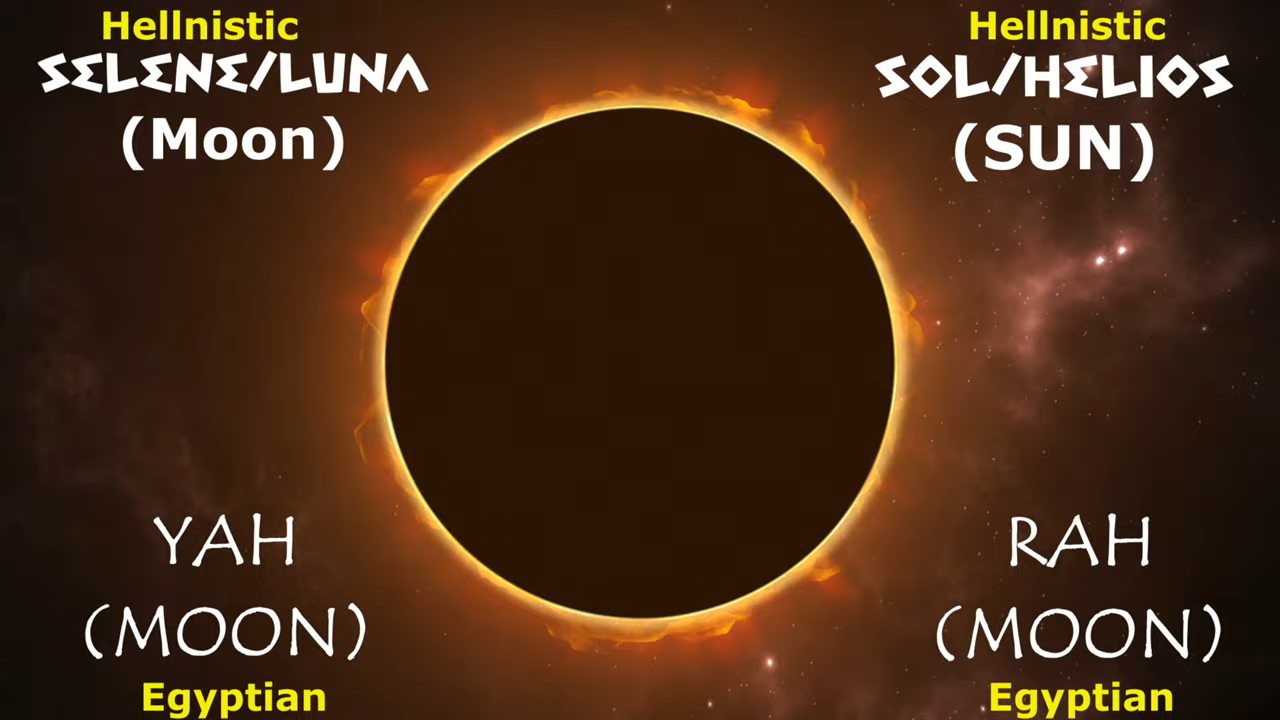 Hellnistic
SELENE/LUNA
(Moon)
Hellnistic
SOL/HELIOS
(SUN)
YAH
(MOON)
Egyptian
RAH
(MOON)
Egyptian